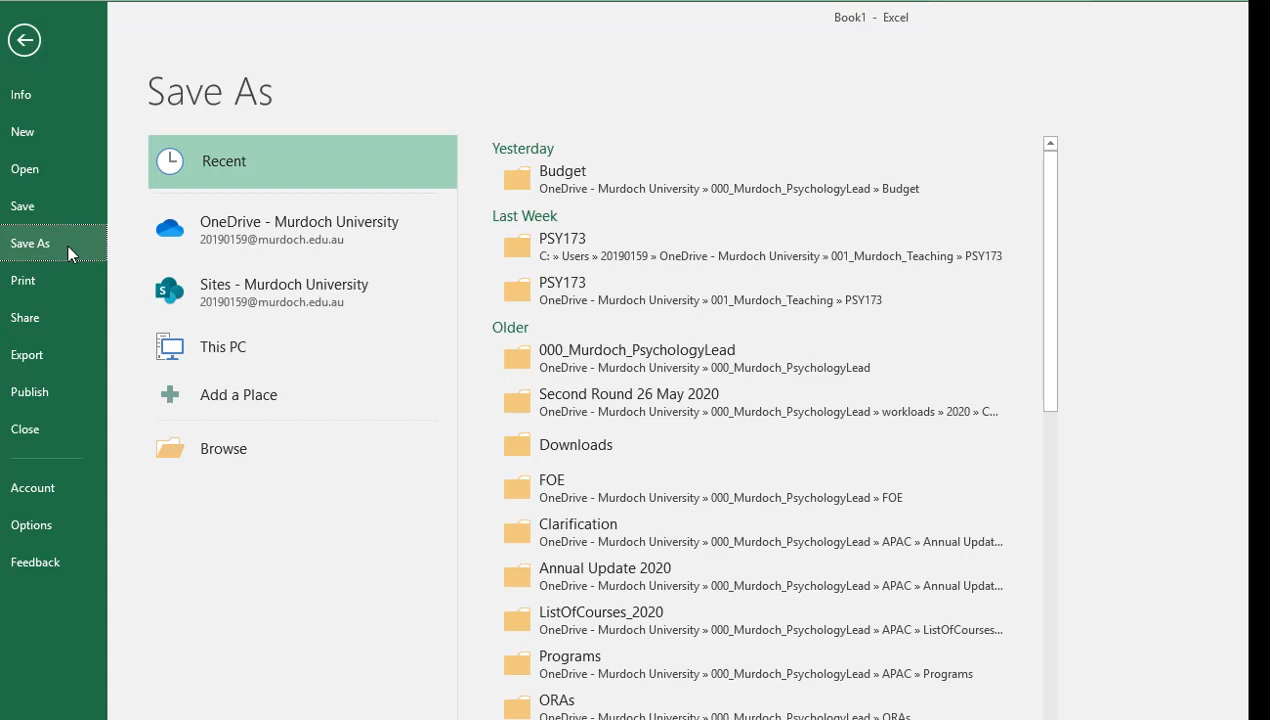 Book1 - Excel
Info
New
Open
Save
Save As
Print
Share
Export
Publish
Close
Account
Options
Feedback
Save As
Recent
OneDrive - Murdoch University
20190159@murdoch.edu.au
Sites - Murdoch University
20190159@murdoch.edu.au
This PC
Add a Place
Browse
Yesterday
Budget
OneDrive - Murdoch University » 000_Murdoch_PsychologyLead » Budget
Last Week
PSY173
C: » Users » 20190159 » OneDrive - Murdoch University » 001_Murdoch_Teaching » PSY173
PSY173
OneDrive - Murdoch University » 001_Murdoch_Teaching » PSY173
Older
000_Murdoch_PsychologyLead
OneDrive - Murdoch University » 000_Murdoch_PsychologyLead
Second Round 26 May 2020
OneDrive - Murdoch University » 000_Murdoch_PsychologyLead » workloads » 2020 » C...
Downloads
FOE
OneDrive - Murdoch University » 000_Murdoch_PsychologyLead » FOE
Clarification
OneDrive - Murdoch University » 000_Murdoch_PsychologyLead » APAC » Annual Updat...
Annual Update 2020
OneDrive - Murdoch University » 000_Murdoch_PsychologyLead » APAC » Annual Updat...
ListOfCourses_2020
OneDrive - Murdoch University » 000_Murdoch_PsychologyLead » APAC » ListOfCourses...
Programs
OneDrive - Murdoch University » 000_Murdoch_PsychologyLead » APAC » Programs
ORAs
OneDrive - Murdoch University » 000_Murdoch_PsychologyLead » ORAs